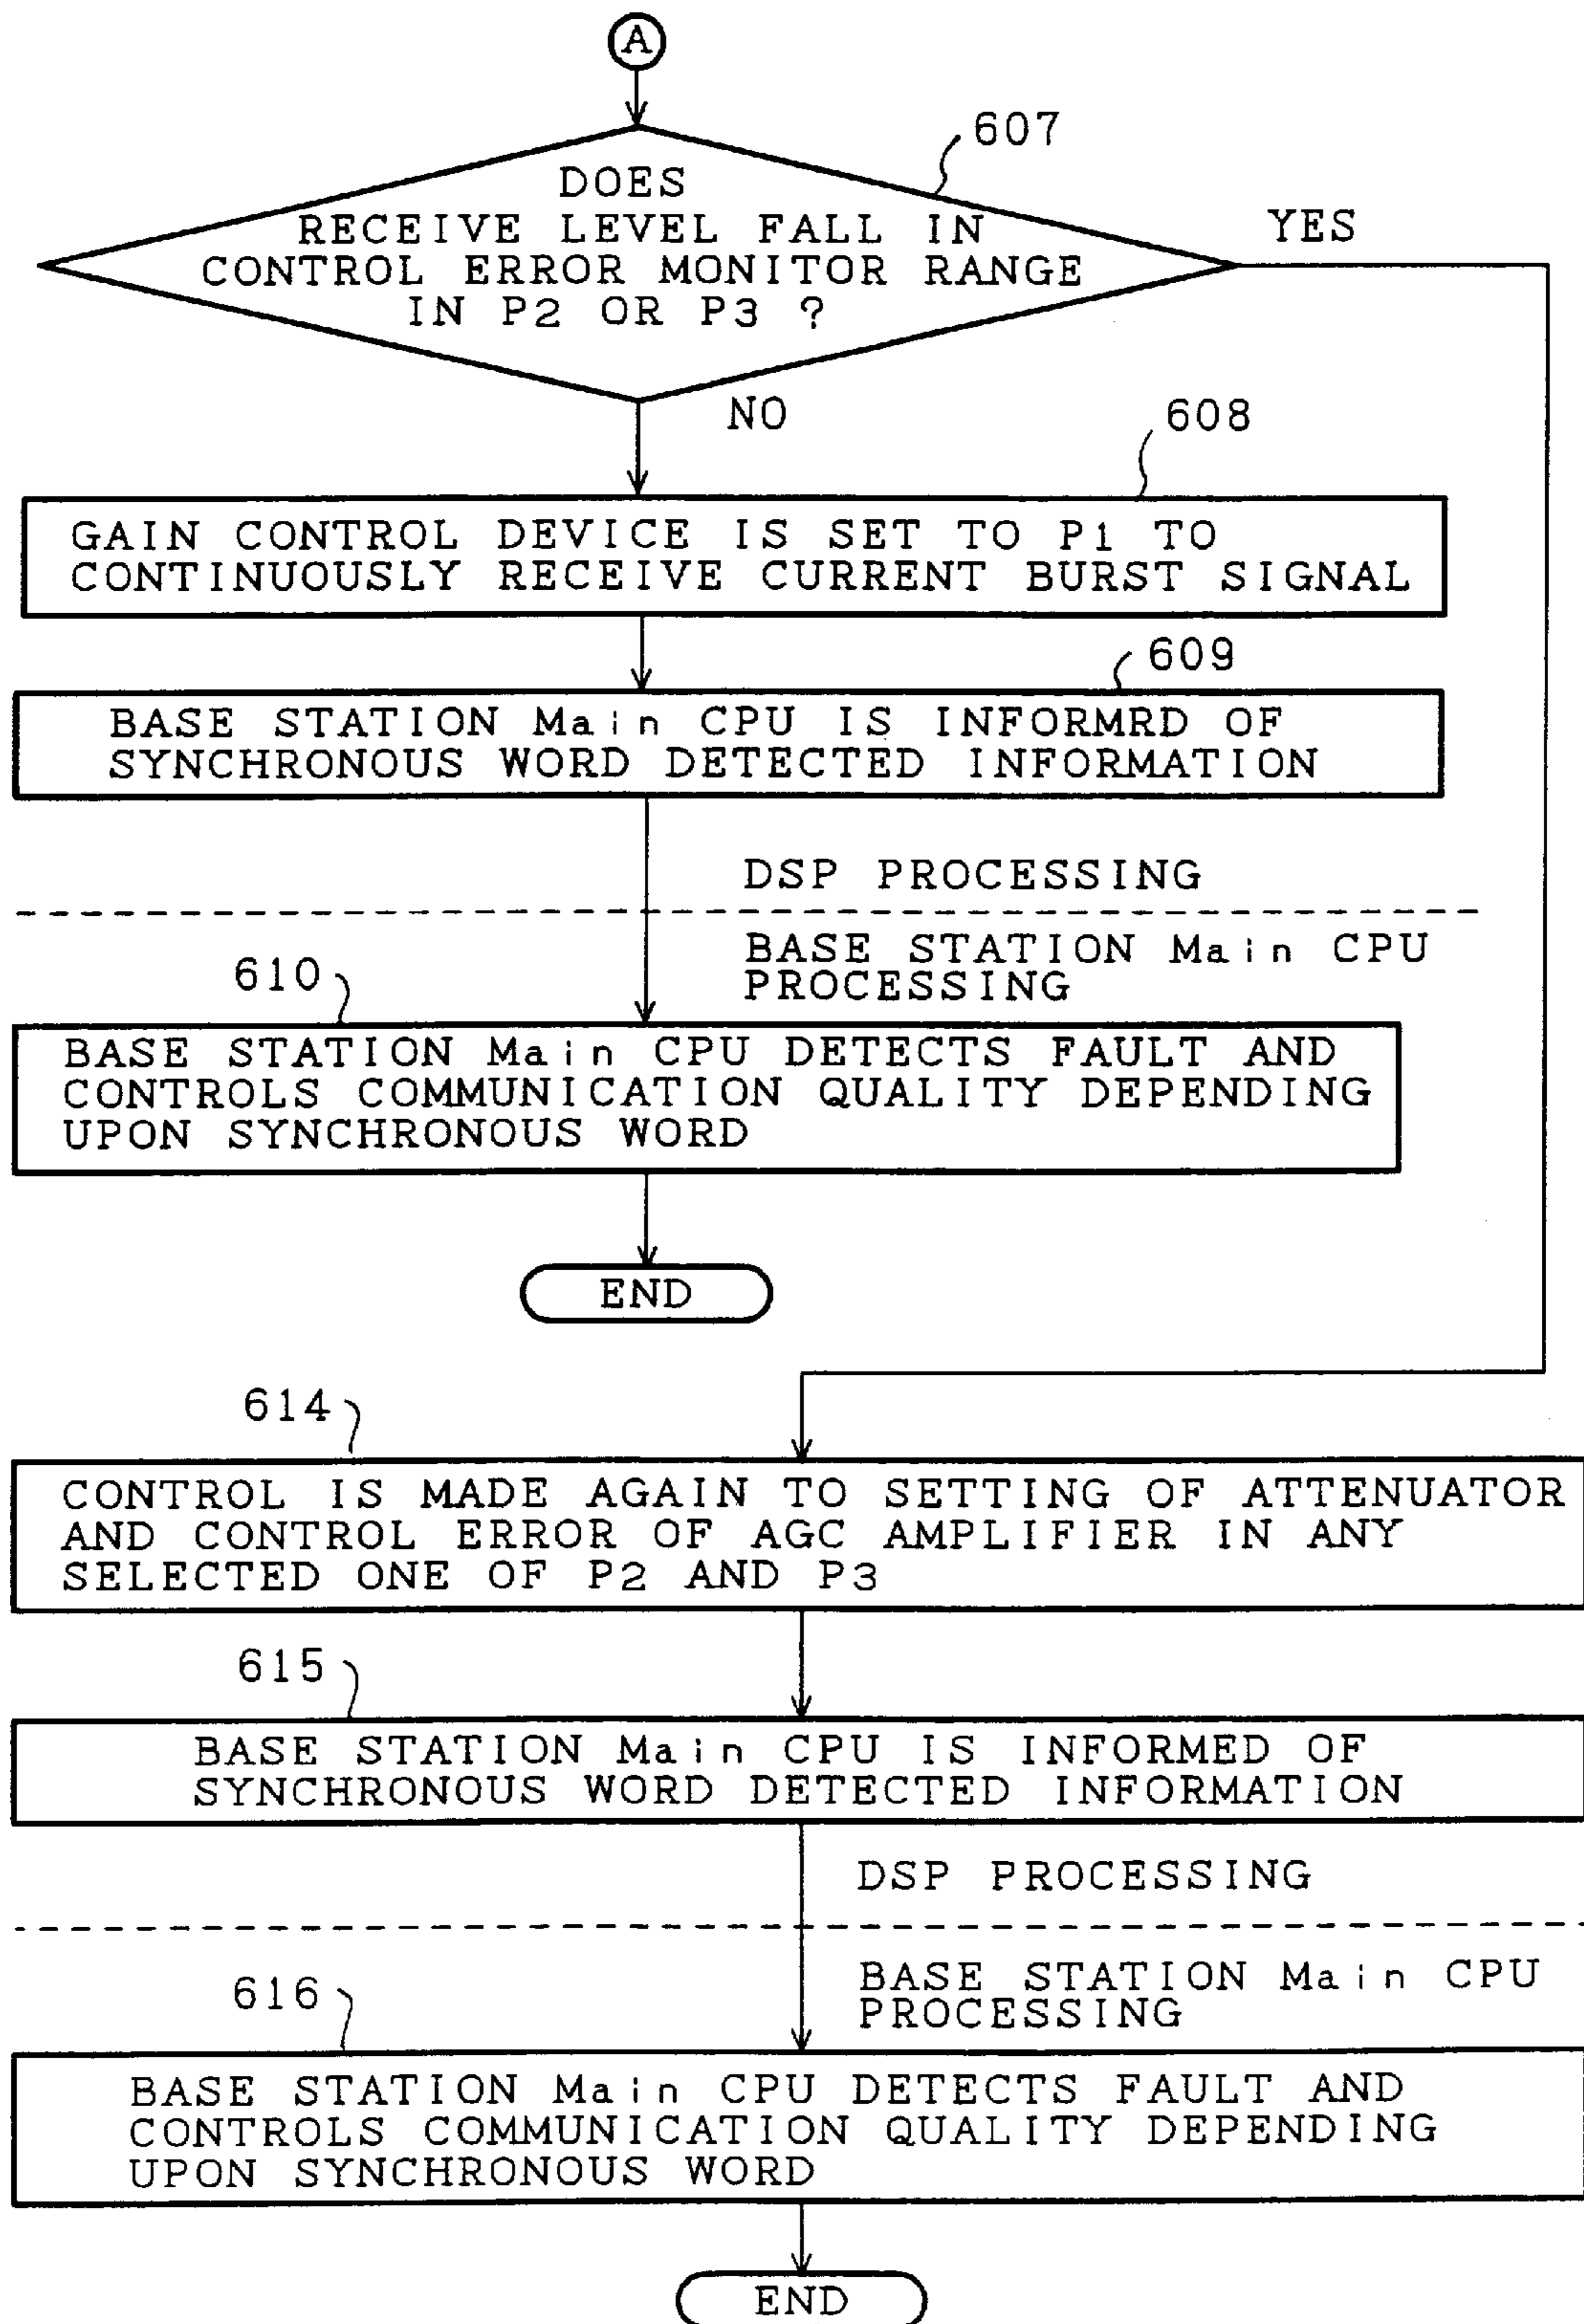 A
607
DOES
RECEIVE LEVEL FALL IN
CONTROL ERROR MONITOR RANGE
IN P2 OR P3 ?
YES
NO
608
GAIN CONTROL DEVICE IS SET TO P1 TO
CONTINUOUSLY RECEIVE CURRENT BURST SIGNAL
609
BASE STATION Main CPU IS INFORMRD OF
SYNCHRONOUS WORD DETECTED INFORMATION
DSP PROCESSING
BASE STATION Main CPU
PROCESSING
610
BASE STATION Main CPU DETECTS FAULT AND
CONTROLS COMMUNICATION QUALITY DEPENDING
UPON SYNCHRONOUS WORD
END
614
CONTROL IS MADE AGAIN TO SETTING OF ATTENUATOR
AND CONTROL ERROR OF AGC AMPLIFIER IN ANY
SELECTED ONE OF P2 AND P3
615
BASE STATION Main CPU IS INFORMED OF
SYNCHRONOUS WORD DETECTED INFORMATION
DSP PROCESSING
BASE STATION Main CPU
PROCESSING
616
BASE STATION Main CPU DETECTS FAULT AND
CONTROLS COMMUNICATION QUALITY DEPENDING
UPON SYNCHRONOUS WORD
END